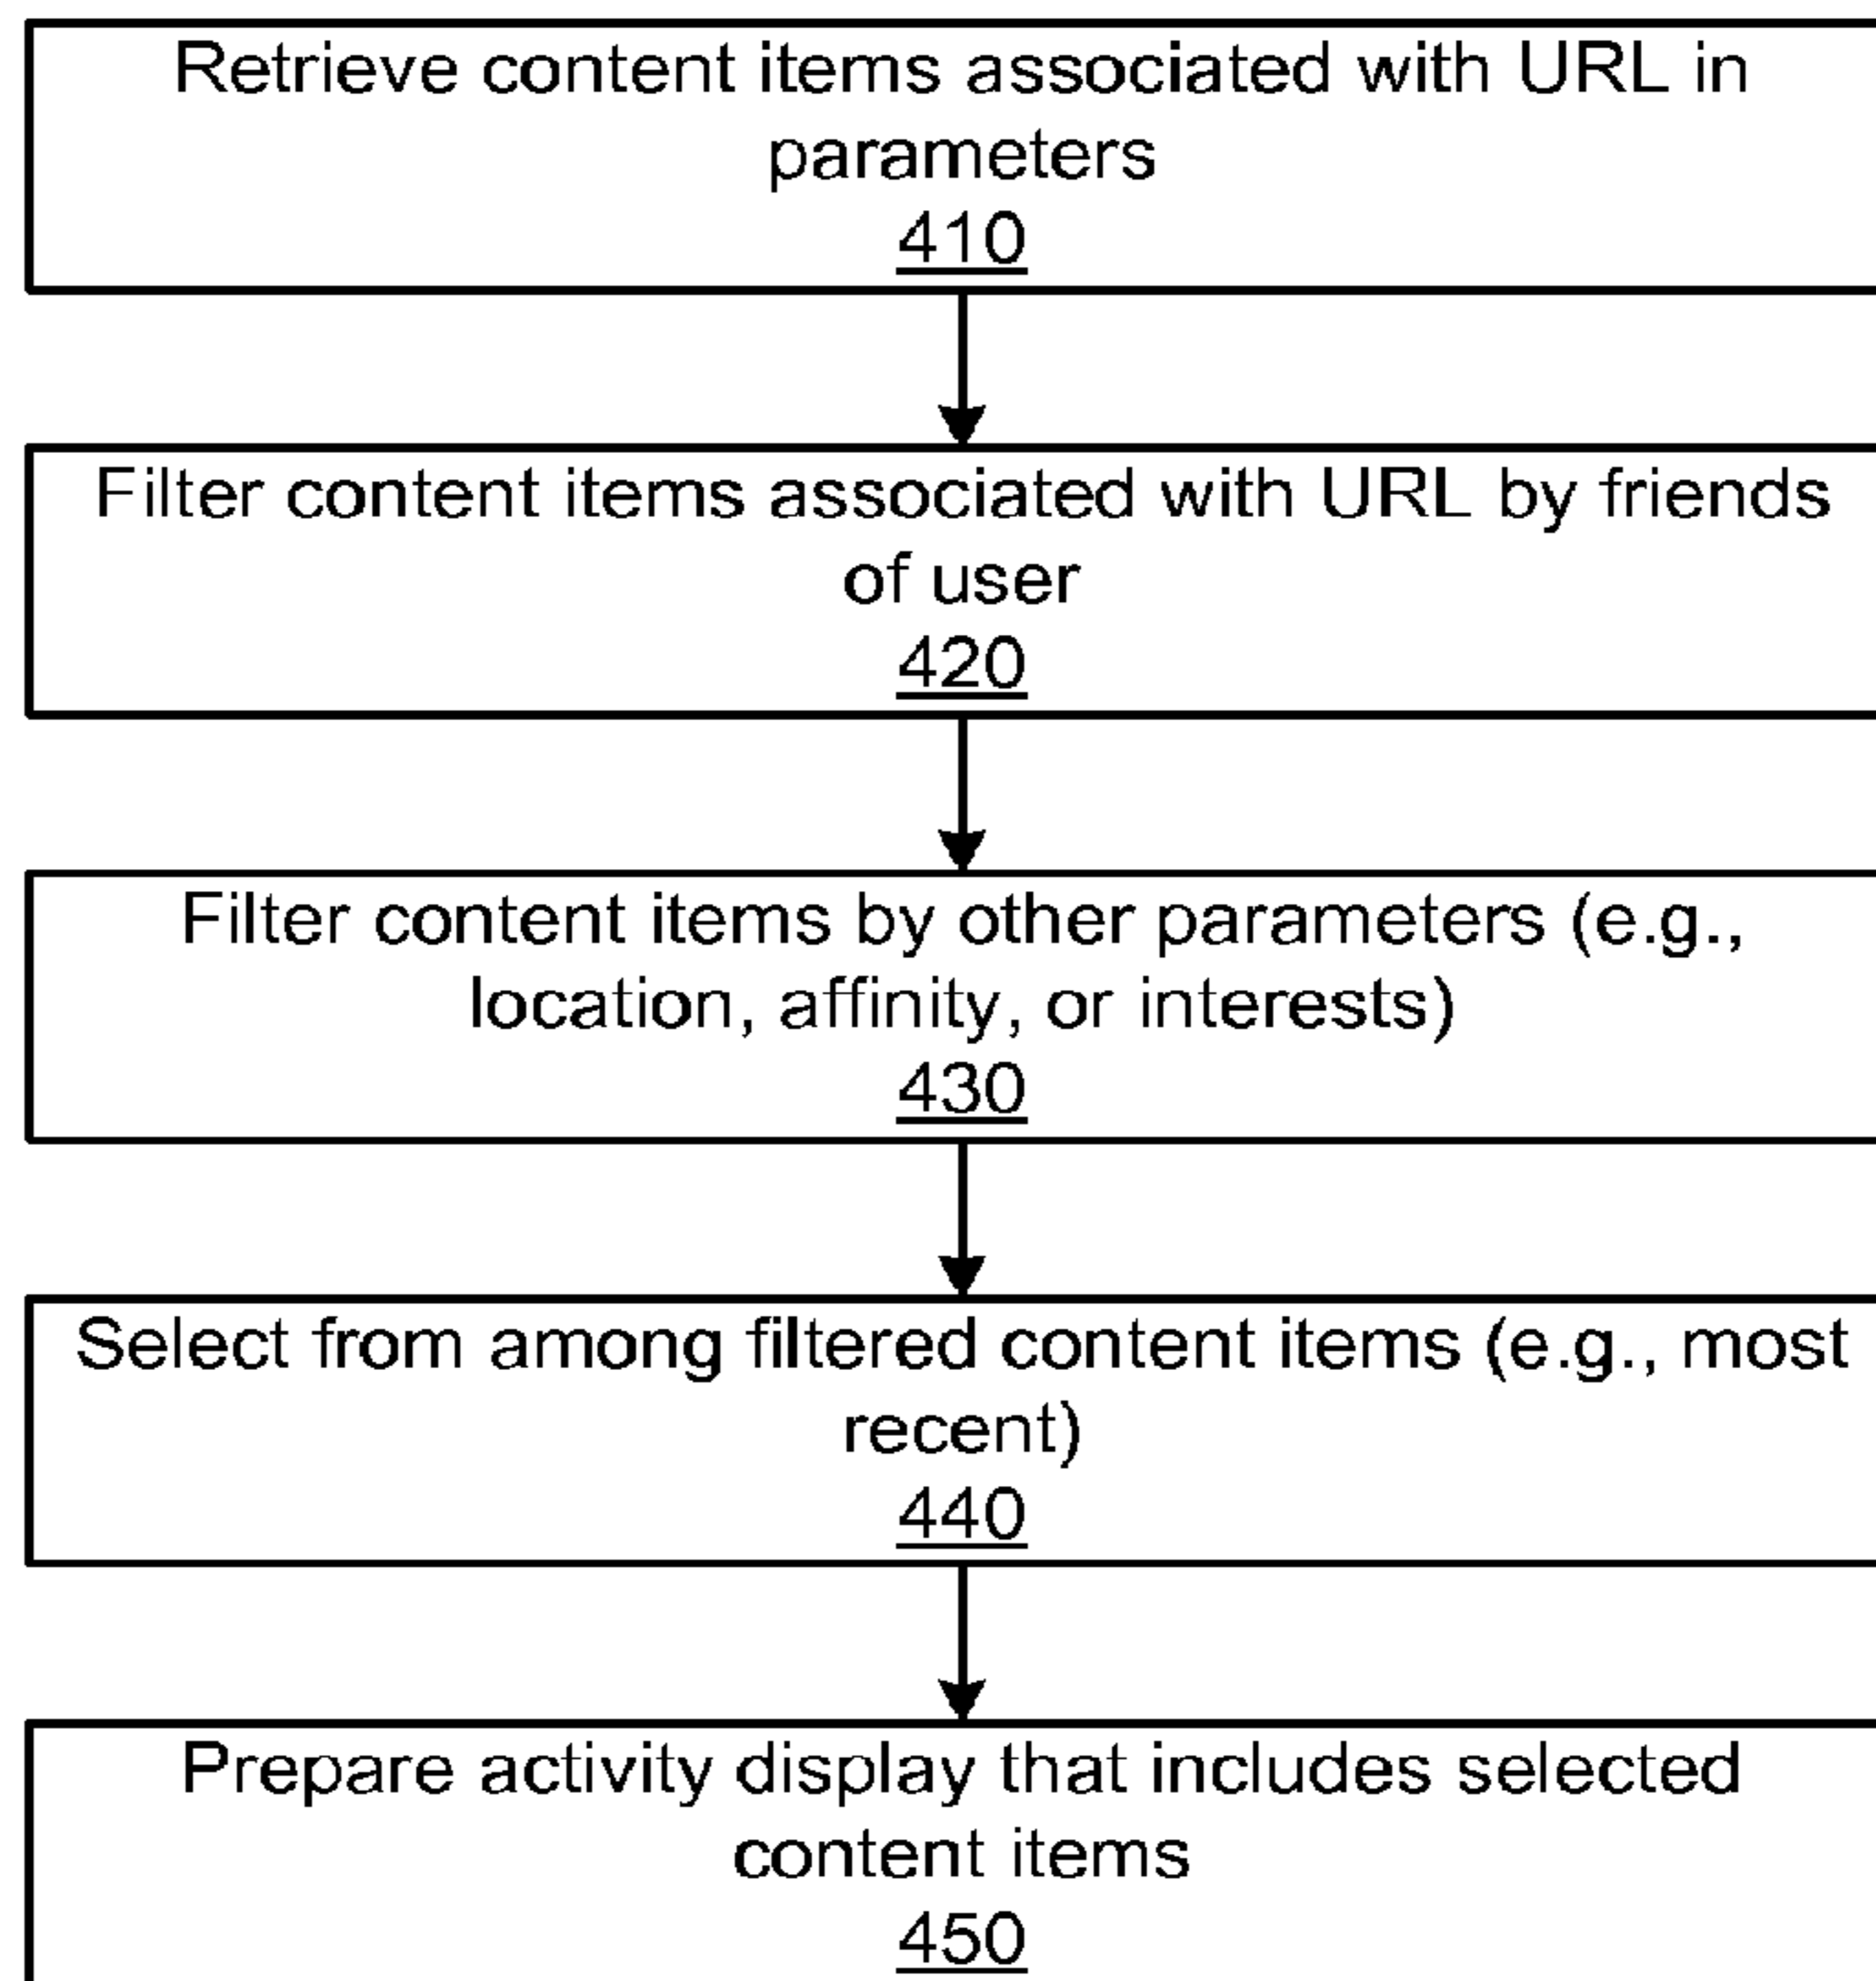 Retrieve content items associated with URL in
parameters
410
Filter content items associated with URL by friends
of user
420
Filter content items by other parameters (e.g.,
location, affinity, or interests)
430
Select from among filtered content items (e.g., most
recent)
440
Prepare activity display that includes selected
content items
450